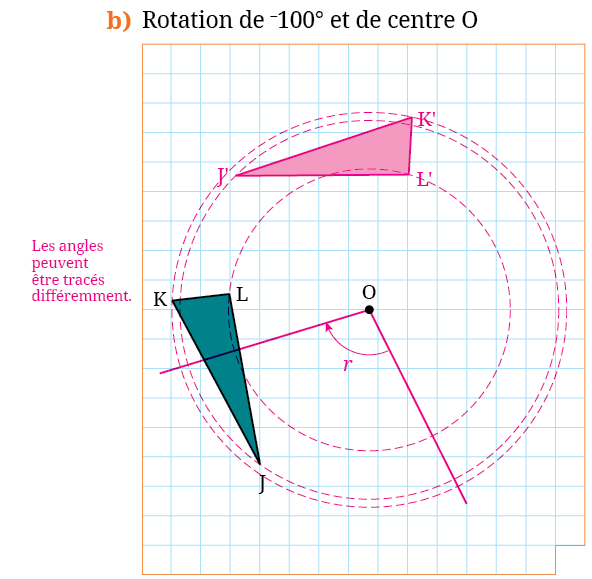 b) Rotation de ⁻100° et de centre O
K'
J'
L'
Les angles
peuvent
être tracés
différemment.
K
L
O
r
J